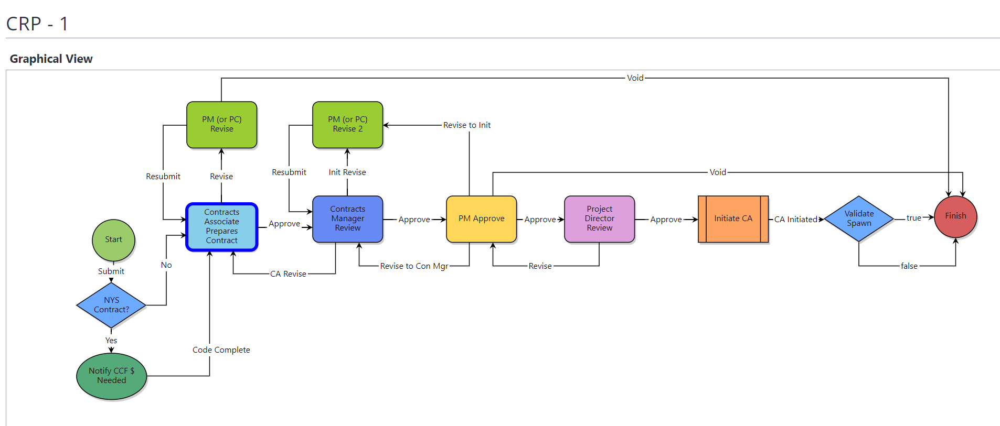 CRP - 1
Graphical View
Void
PM (or PC)
Revise
PM (or PC)
Revise 2
Revise to Init
Resubmit
Revise
Resubmit
Init Revise
Void
Contracts
Associate
Prepares
Contract
Approve
Contracts
Manager
Review
Approve
PM Approve
Approve
Project
Director
Review
Approve
Initiate CA
CA Initiated
Validate
Spawn
true
Finish
Start
Submit
No
CA Revise
Revise to Con Mgr
Revise
false
NYS
Contract?
Yes
Code Complete
Notify CCF $
Needed